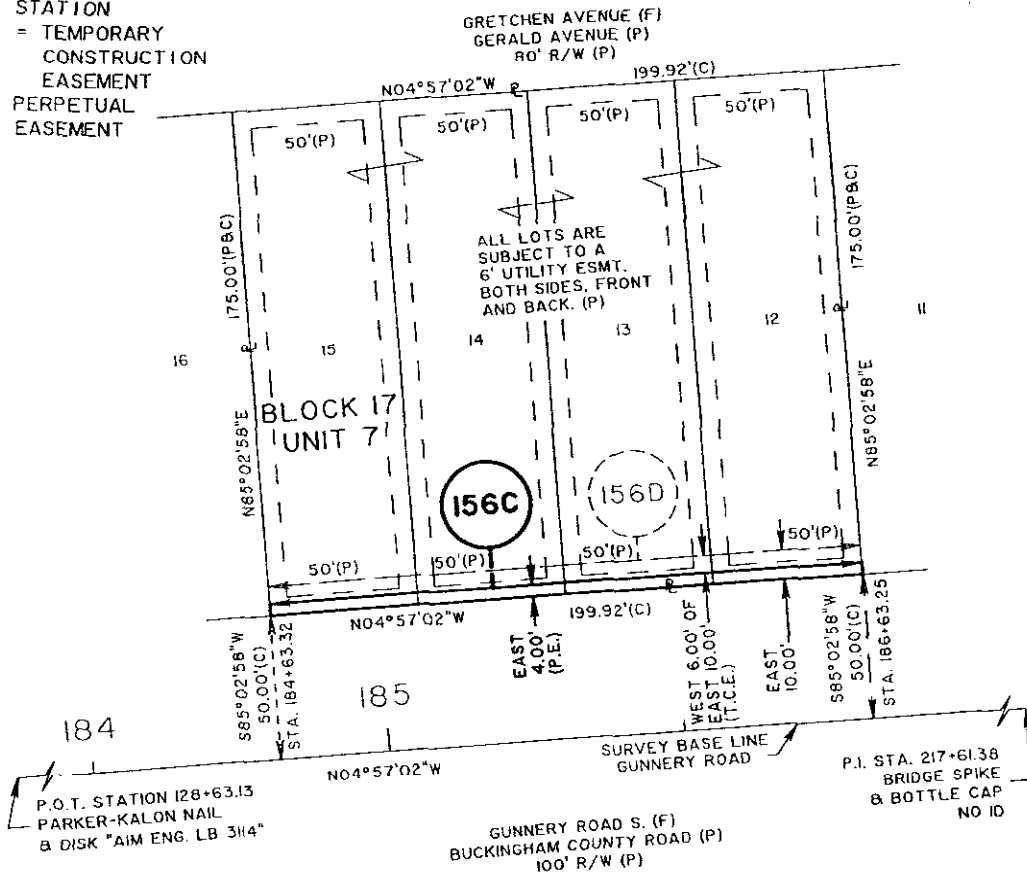 STATION
= TEMPORARY
CONSTRUCTION
EASEMENT
PERPETUAL
EASEMENT
GRETCHEN AVENUE (F)
GERALD AVENUE (P)
80' R/W (P)
N04°57'02"W
199.92'(C)
50'(P)
50'(P)
50'(P)
50'(P)
175.00'(P&C)
175.00'(P&C)
ALL LOTS ARE
SUBJECT TO A
6' UTILITY ESMT.
BOTH SIDES, FRONT
AND BACK. (P)
16
15
14
13
12
11
BLOCK 17
UNIT 7
N85°02'58"E
N85°02'58"E
156C
156D
50'(P)
50'(P)
50'(P)
50'(P)
N04°57'02"W
199.92'(C)
S85°02'58"W
50.00'(C)
STA. 184+63.32
EAST
4.00'
(P.E.)
WEST 6.00' OF
EAST 10.00'
(T.C.E.)
EAST
10.00'
S85°02'58"W
50.00'(C)
STA. 186+63.25
184
185
N04°57'02"W
SURVEY BASE LINE
GUNNERY ROAD
P.O.T. STATION 128+63.13
PARKER-KALON NAIL
& DISK "AIM ENG. LB 3114"
P.I. STA. 217+61.38
BRIDGE SPIKE
& BOTTLE CAP
NO ID
GUNNERY ROAD S. (F)
BUCKINGHAM COUNTY ROAD (P)
100' R/W (P)